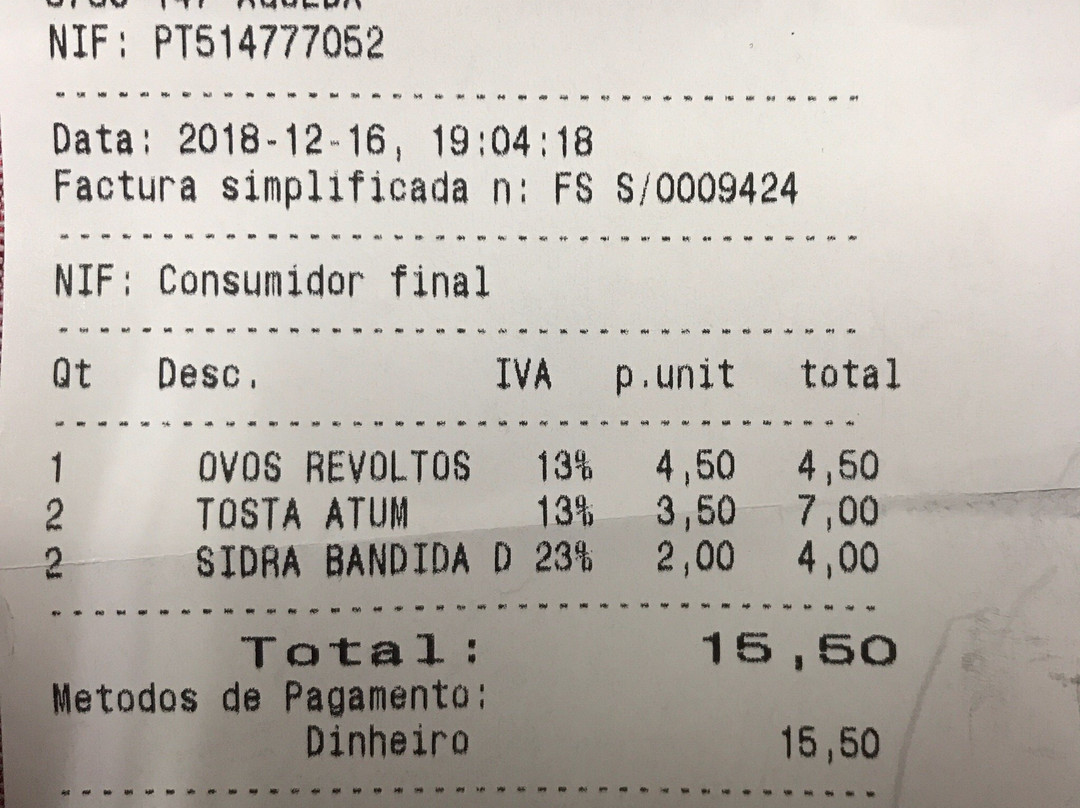 NIF: PT514777052
Data: 2018-12-16, 19:04:18
Factura simplificada n: FS S/0009424
NIF: Consumidor final
Qt Desc. IVA p.unit total
1 OVOS REVOLTOS 13% 4,50 4,50
2 TOSTA ATUM 13% 3,50 7,00
2 SIDRA BANDIDA D 23% 2,00 4,00
Total: 15,50
Metodos de Pagamento:
Dinheiro 15,50